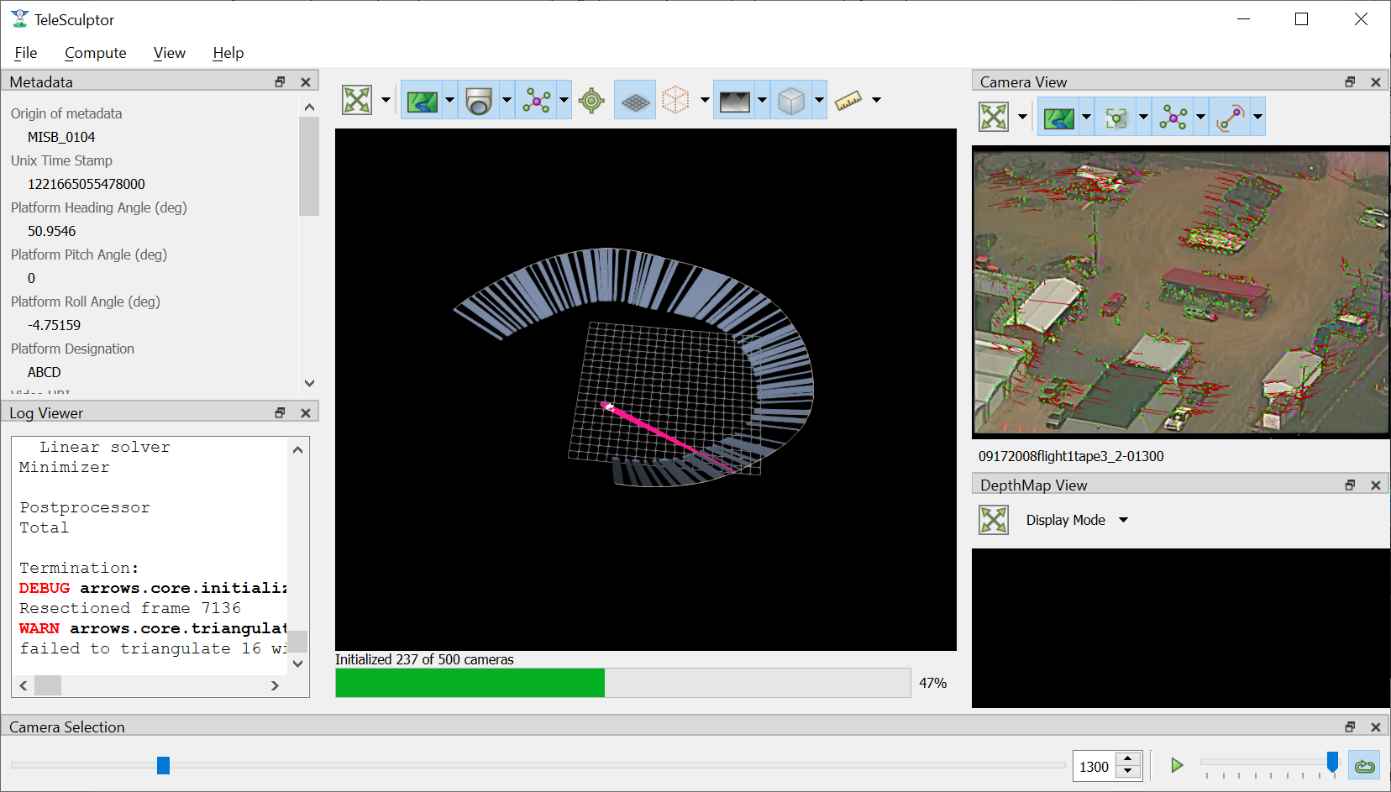 TeleSculptor
File Compute View Help
Metadata
Origin of metadata
MISB_0104
Unix Time Stamp
1221665055478000
Platform Heading Angle (deg)
50.9546
Platform Pitch Angle (deg)
0
Platform Roll Angle (deg)
-4.75159
Platform Designation
ABCD
Log Viewer
Linear solver
Minimizer
Postprocessor
Total
Termination:
DEBUG arrows.core.initializ
Resectioned frame 7136
WARN arrows.core.triangulat
failed to triangulate 16 wi
Initialized 237 of 500 cameras
47%
Camera View
09172008flight1tape3_2-01300
DepthMap View
Display Mode
Camera Selection
1300